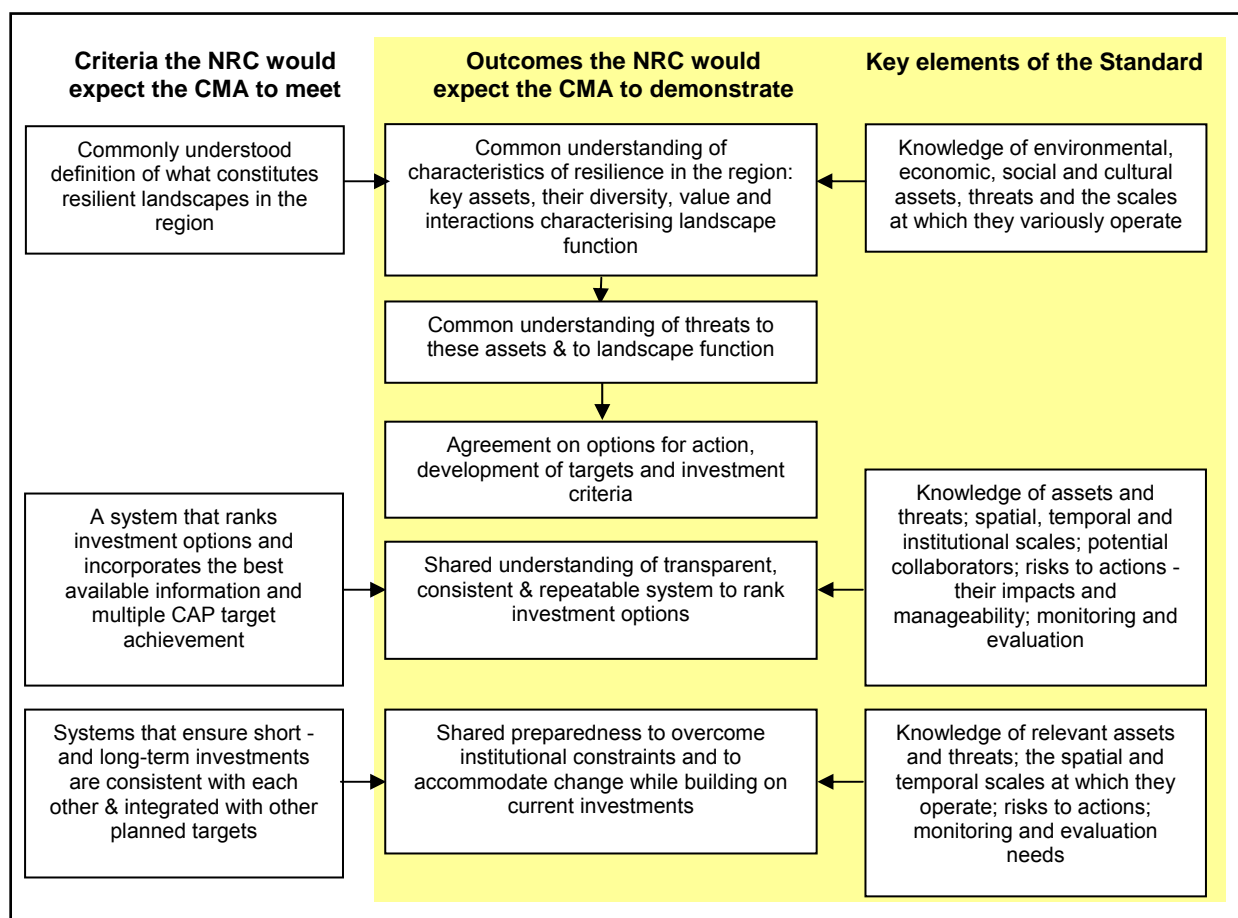 Criteria the NRC would
expect the CMA to meet
Outcomes the NRC would
expect the CMA to demonstrate
Key elements of the Standard
Commonly understood
definition of what constitutes
resilient landscapes in the
region
Common understanding of
characteristics of resilience in the region:
key assets, their diversity, value and
interactions characterising landscape
function
Knowledge of environmental,
economic, social and cultural
assets, threats and the scales
at which they variously operate
Common understanding of threats to
these assets & to landscape function
Agreement on options for action,
development of targets and investment
criteria
A system that ranks
investment options and
incorporates the best
available information and
multiple CAP target
achievement
Shared understanding of transparent,
consistent & repeatable system to rank
investment options
Knowledge of assets and
threats; spatial, temporal and
institutional scales; potential
collaborators; risks to actions -
their impacts and
manageability; monitoring and
evaluation
Systems that ensure short -
and long-term investments
are consistent with each
other & integrated with other
planned targets
Shared preparedness to overcome
institutional constraints and to
accommodate change while building on
current investments
Knowledge of relevant assets
and threats; the spatial and
temporal scales at which they
operate; risks to actions;
monitoring and evaluation
needs